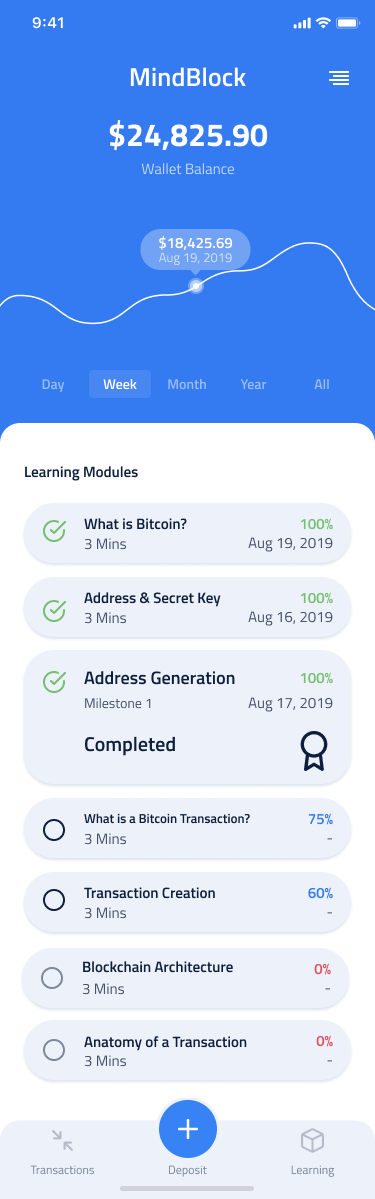 9:41
MindBlock
$24,825.90
Wallet Balance
$18,425.69
Aug 19, 2019
Day Week Month Year All
Learning Modules
What is Bitcoin? 100%
3 Mins Aug 19, 2019
Address & Secret Key 100%
3 Mins Aug 16, 2019
Address Generation 100%
Milestone 1 Aug 17, 2019
Completed
What is a Bitcoin Transaction? 75%
3 Mins -
Transaction Creation 60%
3 Mins -
Blockchain Architecture 0%
3 Mins -
Anatomy of a Transaction 0%
3 Mins -
Transactions Deposit Learning